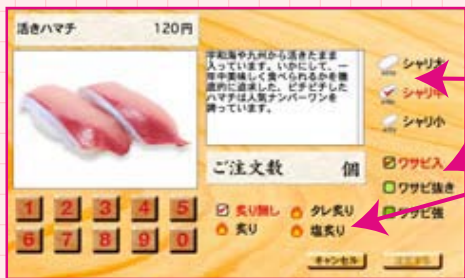 活きハマチ 120円
宇和海や九州から活きたまま
入っています。いかにして、一
年中美味しく食べられるかを徹
底的に追求した、ピチピチした
ハマチは人気ナンバーワンを
誇っています。
シャリ大
シャリ中
シャリ小
ご注文数 個
ワサビ入
ワサビ抜き
ワサビ強
1 2 3 4 5
6 7 8 9 0
炙り無し タレ炙り
炙り 塩炙り
キャンセル